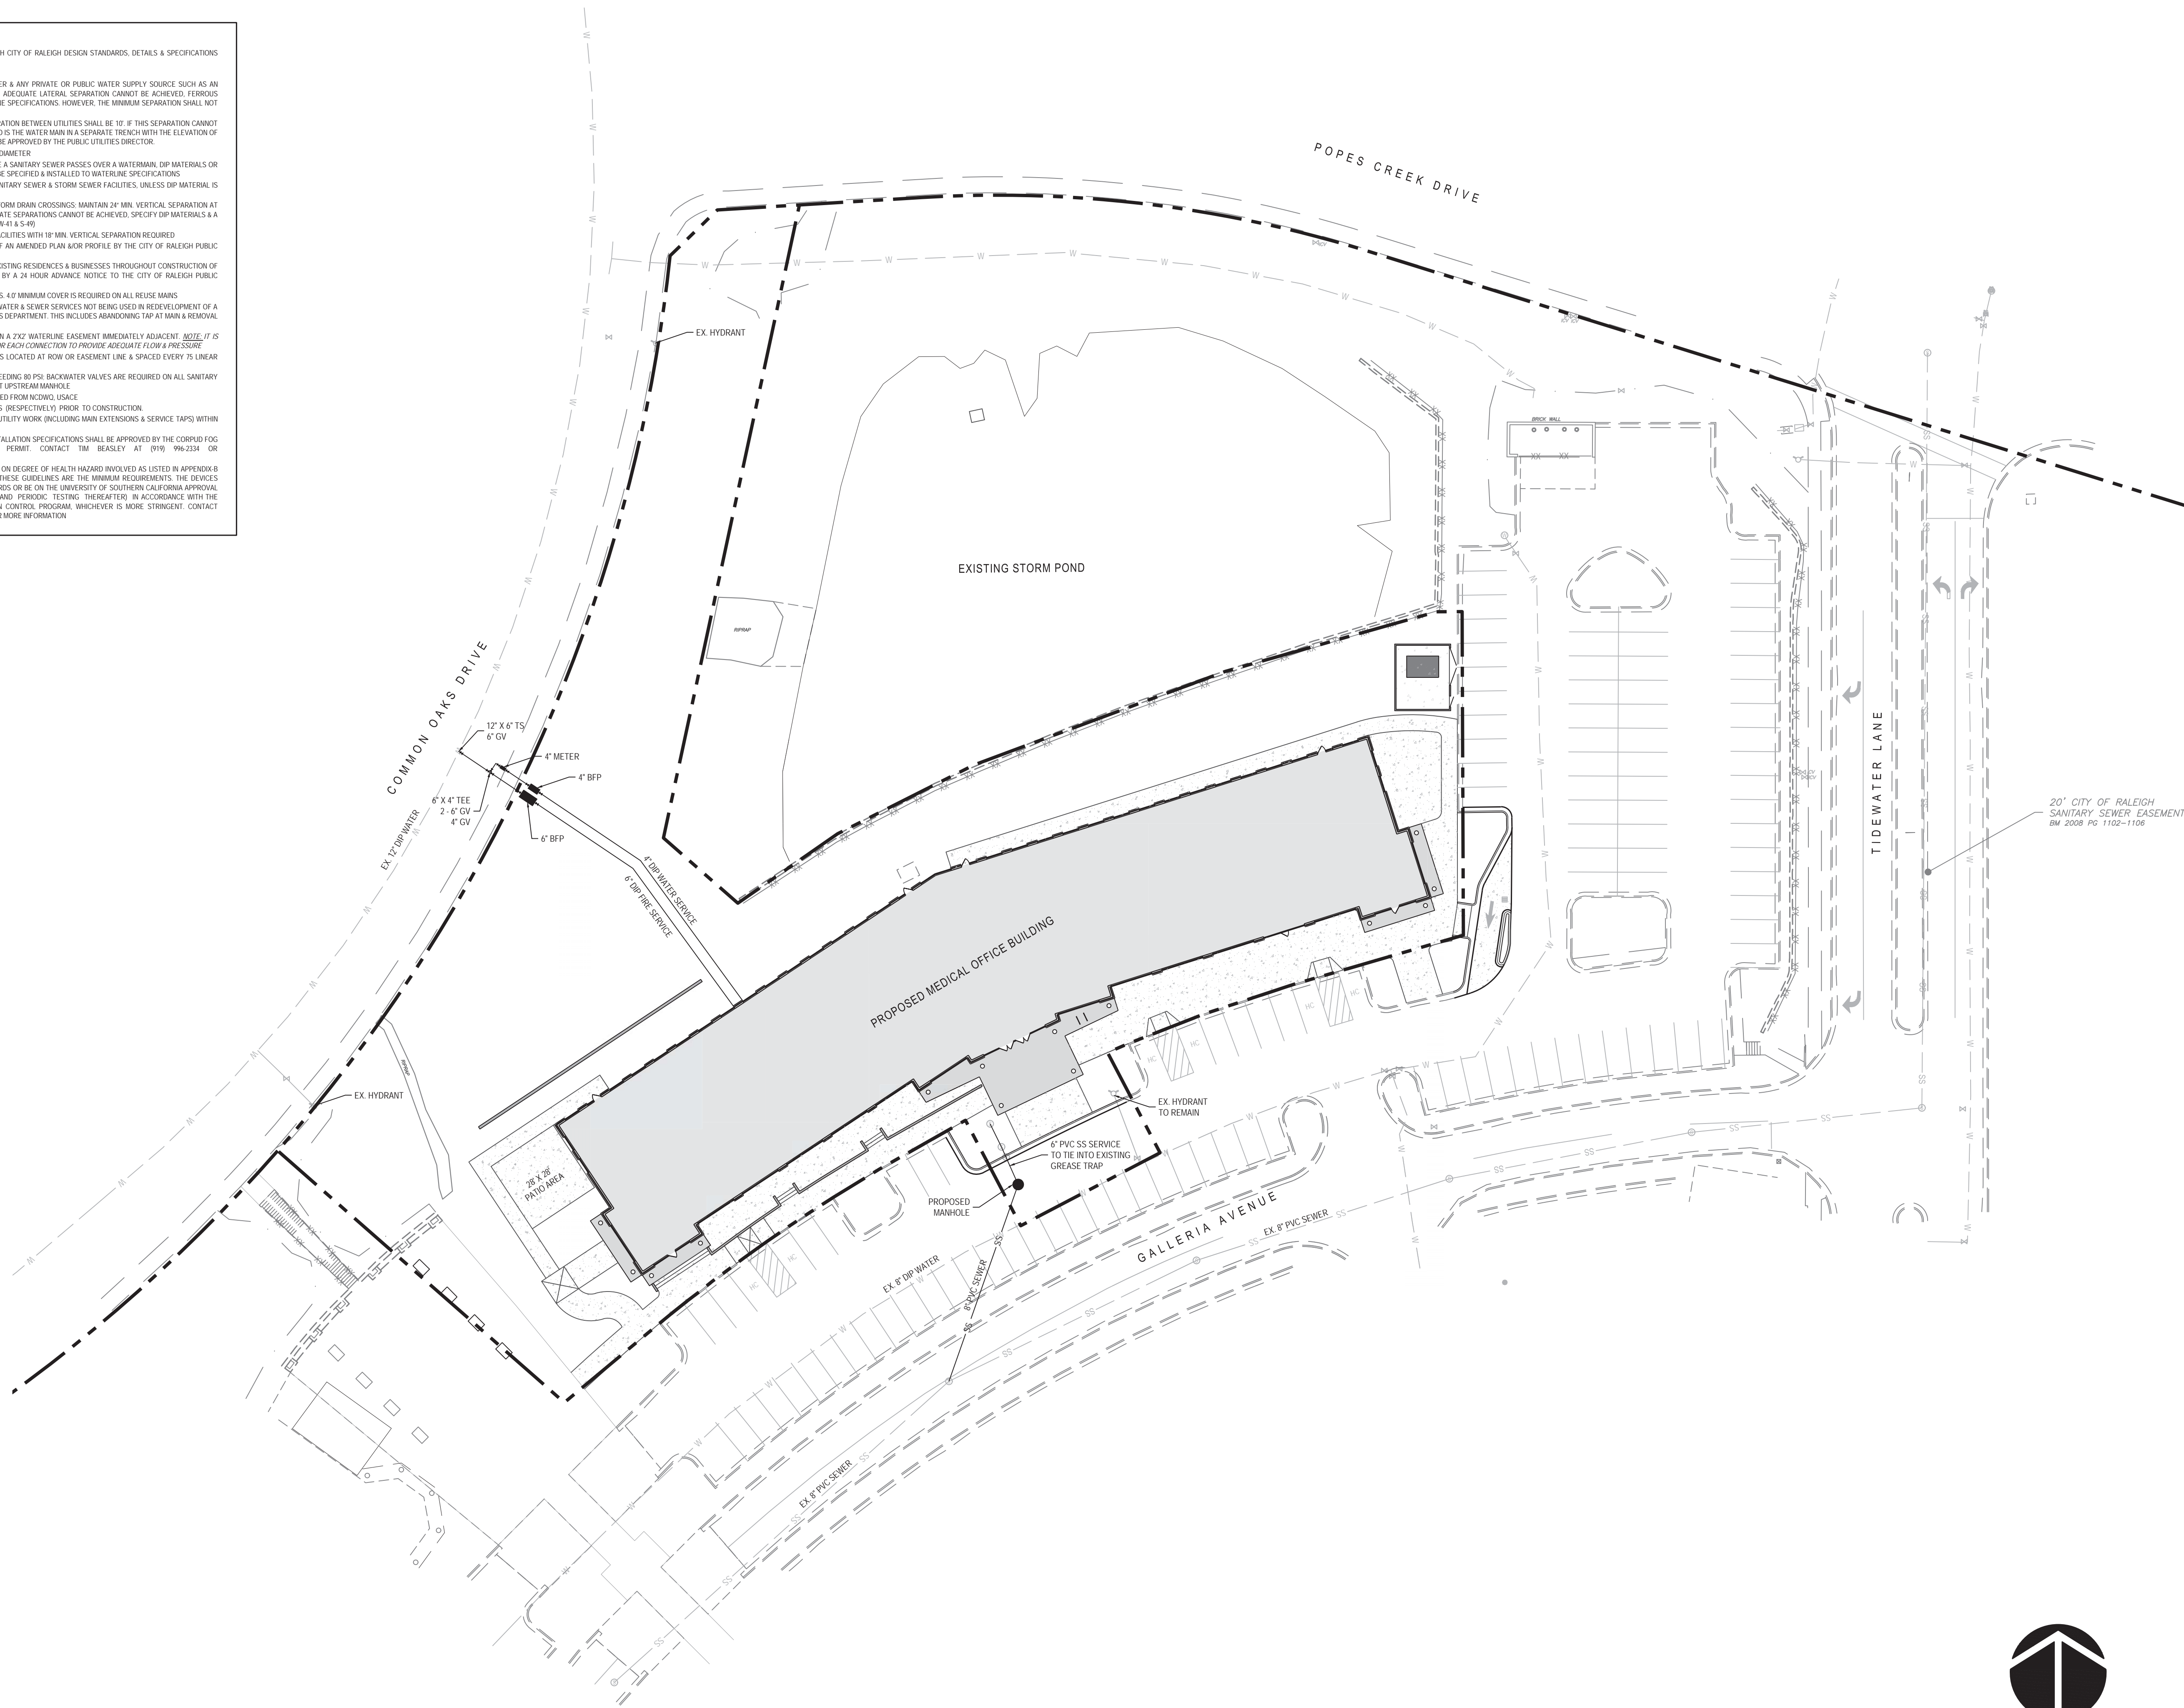 H CITY OF RALEIGH DESIGN STANDARDS, DETAILS & SPECIFICATIONS
ER & ANY PRIVATE OR PUBLIC WATER SUPPLY SOURCE SUCH AS AN
ADEQUATE LATERAL SEPARATION CANNOT BE ACHIEVED, FERROUS
E SPECIFICATIONS. HOWEVER, THE MINIMUM SEPARATION SHALL NOT
RATION BETWEEN UTILITIES SHALL BE 10'. IF THIS SEPARATION CANNOT
D IS THE WATER MAIN IN A SEPARATE TRENCH WITH THE ELEVATION OF
BE APPROVED BY THE PUBLIC UTILITIES DIRECTOR.
DIAMETER
E A SANITARY SEWER PASSES OVER A WATERMAIN, DIP MATERIALS OR
BE SPECIFIED & INSTALLED TO WATERLINE SPECIFICATIONS
NITARY SEWER & STORM SEWER FACILITIES, UNLESS DIP MATERIAL IS
ORM DRAIN CROSSINGS: MAINTAIN 24" MIN. VERTICAL SEPARATION AT
ATE SEPARATIONS CANNOT BE ACHIEVED, SPECIFY DIP MATERIALS & A
W-41 & S-49)
ACILITIES WITH 18" MIN. VERTICAL SEPARATION REQUIRED
F AN AMENDED PLAN &/OR PROFILE BY THE CITY OF RALEIGH PUBLIC
XISTING RESIDENCES & BUSINESSES THROUGHOUT CONSTRUCTION OF
BY A 24 HOUR ADVANCE NOTICE TO THE CITY OF RALEIGH PUBLIC
S. 4.0' MINIMUM COVER IS REQUIRED ON ALL REUSE MAINS
WATER & SEWER SERVICES NOT BEING USED IN REDEVELOPMENT OF A
S DEPARTMENT. THIS INCLUDES ABANDONING TAP AT MAIN & REMOVAL
N A 2'X2' WATERLINE EASEMENT IMMEDIATELY ADJACENT. NOTE: IT IS
OR EACH CONNECTION TO PROVIDE ADEQUATE FLOW & PRESSURE
S LOCATED AT ROW OR EASEMENT LINE & SPACED EVERY 75 LINEAR
EEDING 80 PSI; BACKWATER VALVES ARE REQUIRED ON ALL SANITARY
T UPSTREAM MANHOLE
ED FROM NCDWQ, USACE
S (RESPECTIVELY) PRIOR TO CONSTRUCTION.
UTILITY WORK (INCLUDING MAIN EXTENSIONS & SERVICE TAPS) WITHIN
TALLATION SPECIFICATIONS SHALL BE APPROVED BY THE CORPUD FOG
PERMIT. CONTACT TIM BEASLEY AT (919) 996-2334 OR
ON DEGREE OF HEALTH HAZARD INVOLVED AS LISTED IN APPENDIX-B
THESE GUIDELINES ARE THE MINIMUM REQUIREMENTS. THE DEVICES
RDS OR BE ON THE UNIVERSITY OF SOUTHERN CALIFORNIA APPROVAL
AND PERIODIC TESTING THEREAFTER) IN ACCORDANCE WITH THE
N CONTROL PROGRAM, WHICHEVER IS MORE STRINGENT. CONTACT
R MORE INFORMATION
POPES CREEK DRIVE
EX. HYDRANT
BRICK WALL
EXISTING STORM POND
RIPRAP
COMMON OAKS DRIVE
12" X 6" TS
6" GV
4" METER
4" BFP
6" X 4" TEE
2 - 6" GV
4" GV
6" BFP
EX. 12" DIP WATER
4" DIP WATER SERVICE
6" DIP FIRE SERVICE
TIDEWATER LANE
20' CITY OF RALEIGH
SANITARY SEWER EASEMENT
BM 2008 PG 1102-1106
PROPOSED MEDICAL OFFICE BUILDING
RIPRAP
EX. HYDRANT
EX. HYDRANT
TO REMAIN
6" PVC SS SERVICE
TO TIE INTO EXISTING
GREASE TRAP
28' X 28'
PATIO AREA
PROPOSED
MANHOLE
HC
HC
HC
HC
HC
HC
GALLERIA AVENUE
EX. 8" PVC SEWER
EX. 8" DIP WATER
8" PVC SEWER
EX. 8" PVC SEWER